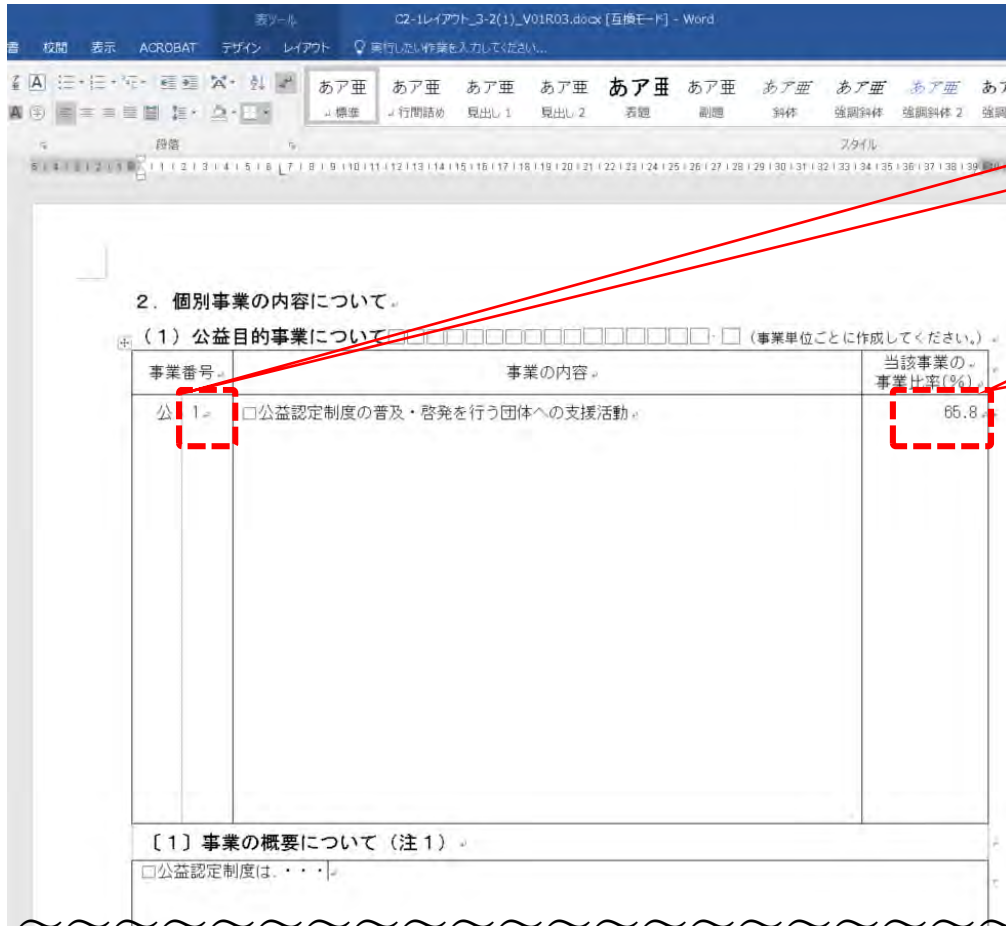 表ツール C2-1レイアウト_3-2(1)_V01R03.docx [互換モード] - Word
校閲 表示 ACROBAT デザイン レイアウト 実行したい作業を入力してください...
あア亜 あア亜 あア亜 あア亜 あア亜 あア亜 あア亜 あア亜 あア亜
標準 行間詰め 見出し 1 見出し 2 表題 副題 斜体 強調斜体 強調斜体 2
段落 スタイル
2．個別事業の内容について
（1）公益目的事業について □□□□□□□□□□□□□□□□□□ （事業単位ごとに作成してください。）
事業番号 事業の内容 当該事業の
事業比率(%)
公 1 □公益認定制度の普及・啓発を行う団体への支援活動 65.8
〔1〕事業の概要について（注1）
□公益認定制度は．・・・